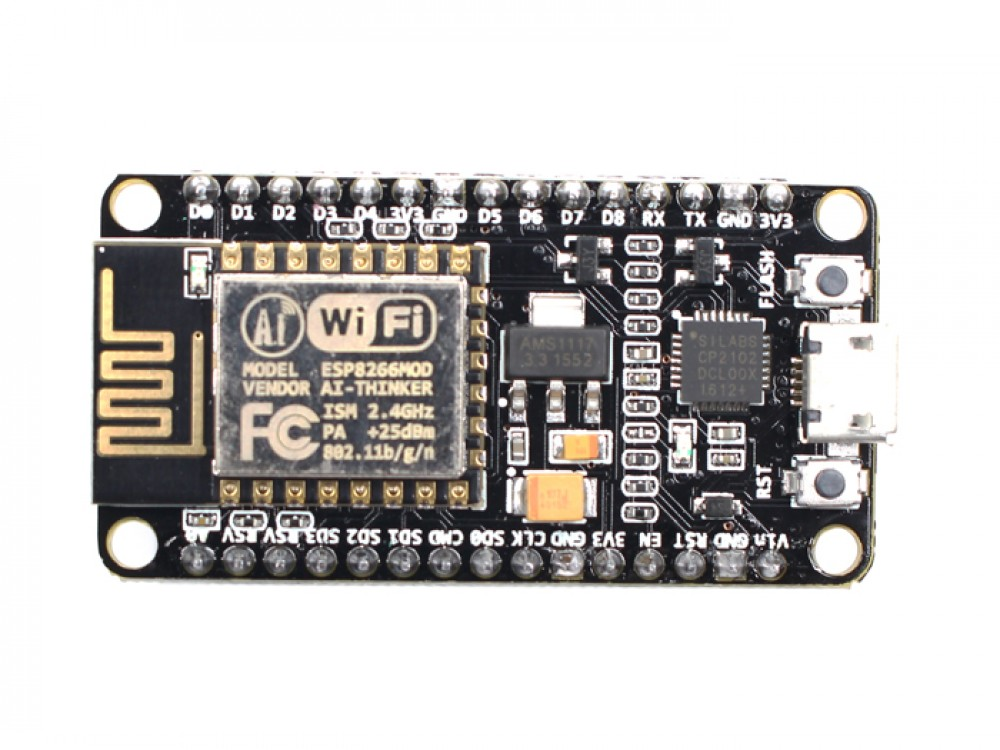 D0 D1 D2 D3 D4 3V3 GND D5 D6 D7 D8 RX TX GND 3V3
FLASH
Ai WiFi
MODEL ESP8266MOD
VENDOR AI-THINKER
FC ISM 2.4GHz
PA +25dBm
802.11b/g/n
AMS1117
3.3 1552
SILABS
CP2102
DCL00X
1612+
RST
A0 RSV RSV SD3 SD2 SD1 CMD SD0 CLK GND 3V3 EN RST GND Vin